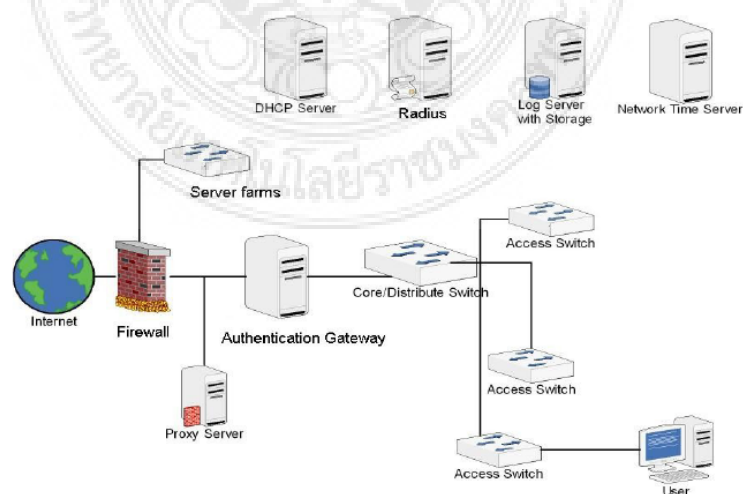 DHCP Server
Radius
Log Server
with Storage
Network Time Server
Server farms
Access Switch
Core/Distribute Switch
Internet
Firewall
Authentication Gateway
Access Switch
Proxy Server
Access Switch
User